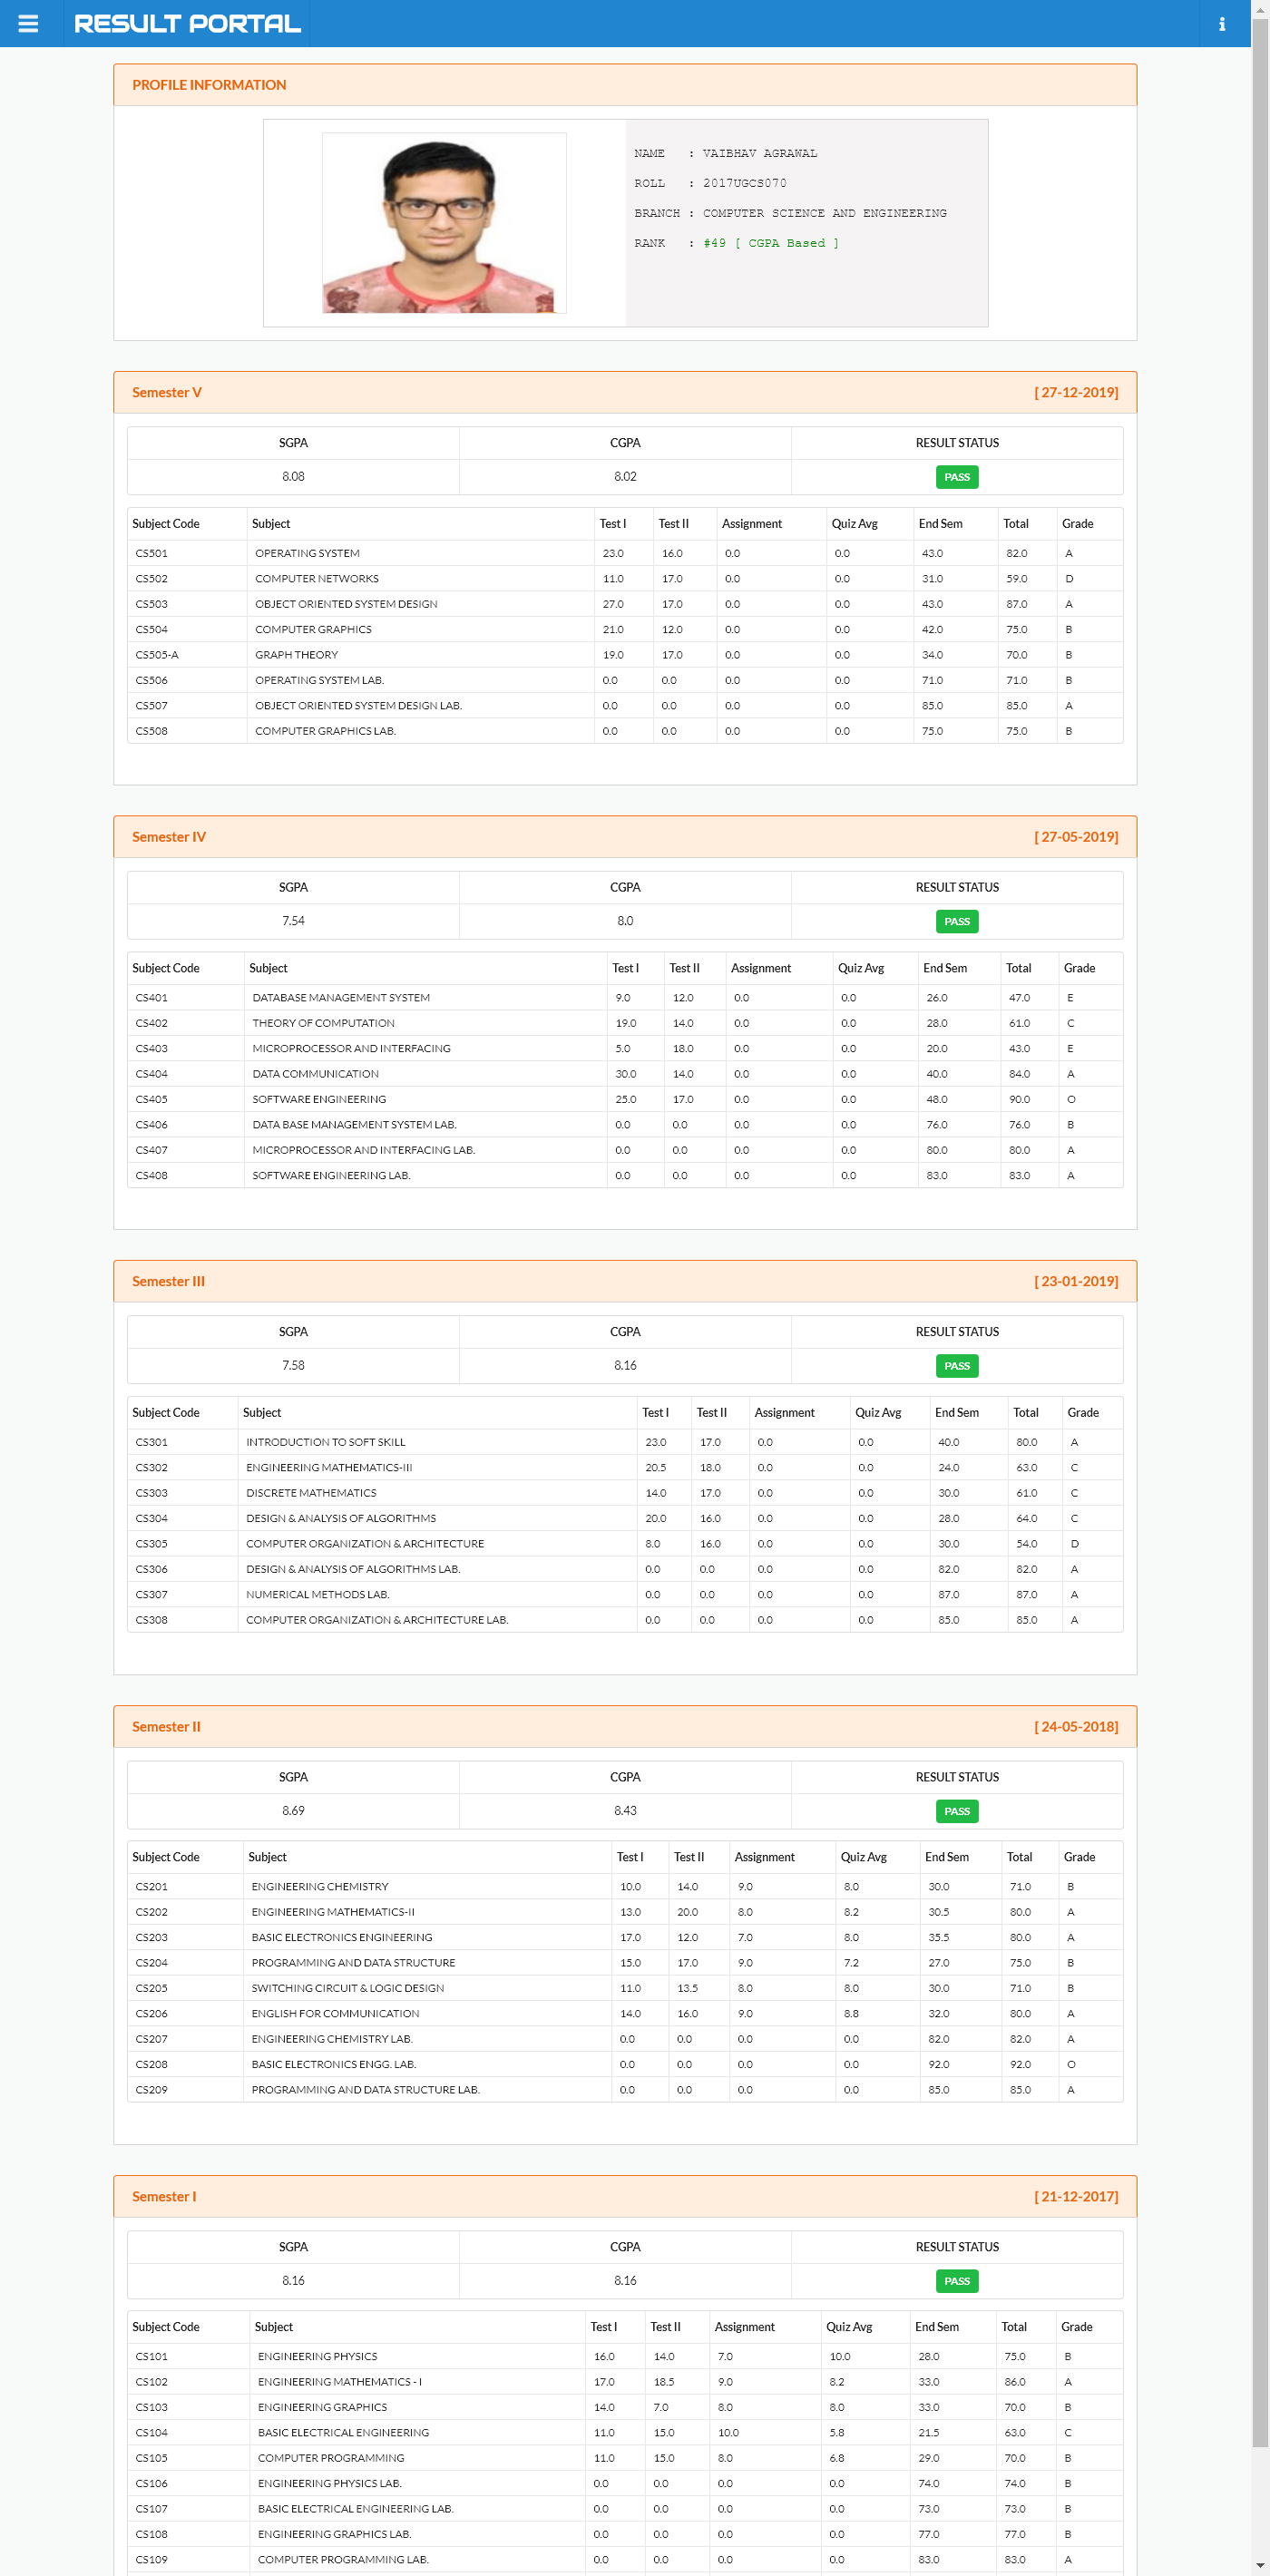 RESULT PORTAL
PROFILE INFORMATION
NAME : VAIBHAV AGRAWAL
ROLL : 2017UGCS070
BRANCH : COMPUTER SCIENCE AND ENGINEERING
RANK : #49 [ CGPA Based ]
Semester V [ 27-12-2019]
SGPA CGPA RESULT STATUS
8.08 8.02 PASS
Subject Code Subject Test I Test II Assignment Quiz Avg End Sem Total Grade
CS501 OPERATING SYSTEM 23.0 16.0 0.0 0.0 43.0 82.0 A
CS502 COMPUTER NETWORKS 11.0 17.0 0.0 0.0 31.0 59.0 D
CS503 OBJECT ORIENTED SYSTEM DESIGN 27.0 17.0 0.0 0.0 43.0 87.0 A
CS504 COMPUTER GRAPHICS 21.0 12.0 0.0 0.0 42.0 75.0 B
CS505-A GRAPH THEORY 19.0 17.0 0.0 0.0 34.0 70.0 B
CS506 OPERATING SYSTEM LAB. 0.0 0.0 0.0 0.0 71.0 71.0 B
CS507 OBJECT ORIENTED SYSTEM DESIGN LAB. 0.0 0.0 0.0 0.0 85.0 85.0 A
CS508 COMPUTER GRAPHICS LAB. 0.0 0.0 0.0 0.0 75.0 75.0 B
Semester IV [ 27-05-2019]
SGPA CGPA RESULT STATUS
7.54 8.0 PASS
Subject Code Subject Test I Test II Assignment Quiz Avg End Sem Total Grade
CS401 DATABASE MANAGEMENT SYSTEM 9.0 12.0 0.0 0.0 26.0 47.0 E
CS402 THEORY OF COMPUTATION 19.0 14.0 0.0 0.0 28.0 61.0 C
CS403 MICROPROCESSOR AND INTERFACING 5.0 18.0 0.0 0.0 20.0 43.0 E
CS404 DATA COMMUNICATION 30.0 14.0 0.0 0.0 40.0 84.0 A
CS405 SOFTWARE ENGINEERING 25.0 17.0 0.0 0.0 48.0 90.0 O
CS406 DATA BASE MANAGEMENT SYSTEM LAB. 0.0 0.0 0.0 0.0 76.0 76.0 B
CS407 MICROPROCESSOR AND INTERFACING LAB. 0.0 0.0 0.0 0.0 80.0 80.0 A
CS408 SOFTWARE ENGINEERING LAB. 0.0 0.0 0.0 0.0 83.0 83.0 A
Semester III [ 23-01-2019]
SGPA CGPA RESULT STATUS
7.58 8.16 PASS
Subject Code Subject Test I Test II Assignment Quiz Avg End Sem Total Grade
CS301 INTRODUCTION TO SOFT SKILL 23.0 17.0 0.0 0.0 40.0 80.0 A
CS302 ENGINEERING MATHEMATICS-III 20.5 18.0 0.0 0.0 24.0 63.0 C
CS303 DISCRETE MATHEMATICS 14.0 17.0 0.0 0.0 30.0 61.0 C
CS304 DESIGN & ANALYSIS OF ALGORITHMS 20.0 16.0 0.0 0.0 28.0 64.0 C
CS305 COMPUTER ORGANIZATION & ARCHITECTURE 8.0 16.0 0.0 0.0 30.0 54.0 D
CS306 DESIGN & ANALYSIS OF ALGORITHMS LAB. 0.0 0.0 0.0 0.0 82.0 82.0 A
CS307 NUMERICAL METHODS LAB. 0.0 0.0 0.0 0.0 87.0 87.0 A
CS308 COMPUTER ORGANIZATION & ARCHITECTURE LAB. 0.0 0.0 0.0 0.0 85.0 85.0 A
Semester II [ 24-05-2018]
SGPA CGPA RESULT STATUS
8.69 8.43 PASS
Subject Code Subject Test I Test II Assignment Quiz Avg End Sem Total Grade
CS201 ENGINEERING CHEMISTRY 10.0 14.0 9.0 8.0 30.0 71.0 B
CS202 ENGINEERING MATHEMATICS-II 13.0 20.0 8.0 8.2 30.5 80.0 A
CS203 BASIC ELECTRONICS ENGINEERING 17.0 12.0 7.0 8.0 35.5 80.0 A
CS204 PROGRAMMING AND DATA STRUCTURE 15.0 17.0 9.0 7.2 27.0 75.0 B
CS205 SWITCHING CIRCUIT & LOGIC DESIGN 11.0 13.5 8.0 8.0 30.0 71.0 B
CS206 ENGLISH FOR COMMUNICATION 14.0 16.0 9.0 8.8 32.0 80.0 A
CS207 ENGINEERING CHEMISTRY LAB. 0.0 0.0 0.0 0.0 82.0 82.0 A
CS208 BASIC ELECTRONICS ENGG. LAB. 0.0 0.0 0.0 0.0 92.0 92.0 O
CS209 PROGRAMMING AND DATA STRUCTURE LAB. 0.0 0.0 0.0 0.0 85.0 85.0 A
Semester I [ 21-12-2017]
SGPA CGPA RESULT STATUS
8.16 8.16 PASS
Subject Code Subject Test I Test II Assignment Quiz Avg End Sem Total Grade
CS101 ENGINEERING PHYSICS 16.0 14.0 7.0 10.0 28.0 75.0 B
CS102 ENGINEERING MATHEMATICS - I 17.0 18.5 9.0 8.2 33.0 86.0 A
CS103 ENGINEERING GRAPHICS 14.0 7.0 8.0 8.0 33.0 70.0 B
CS104 BASIC ELECTRICAL ENGINEERING 11.0 15.0 10.0 5.8 21.5 63.0 C
CS105 COMPUTER PROGRAMMING 11.0 15.0 8.0 6.8 29.0 70.0 B
CS106 ENGINEERING PHYSICS LAB. 0.0 0.0 0.0 0.0 74.0 74.0 B
CS107 BASIC ELECTRICAL ENGINEERING LAB. 0.0 0.0 0.0 0.0 73.0 73.0 B
CS108 ENGINEERING GRAPHICS LAB. 0.0 0.0 0.0 0.0 77.0 77.0 B
CS109 COMPUTER PROGRAMMING LAB. 0.0 0.0 0.0 0.0 83.0 83.0 A